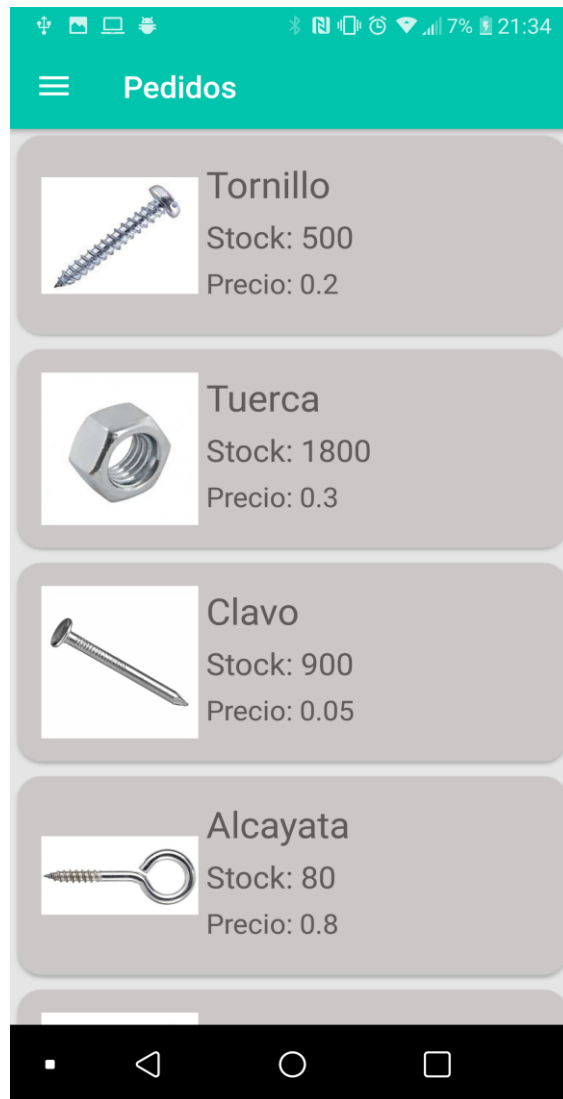 7% 21:34
Pedidos
Tornillo
Stock: 500
Precio: 0.2
Tuerca
Stock: 1800
Precio: 0.3
Clavo
Stock: 900
Precio: 0.05
Alcayata
Stock: 80
Precio: 0.8